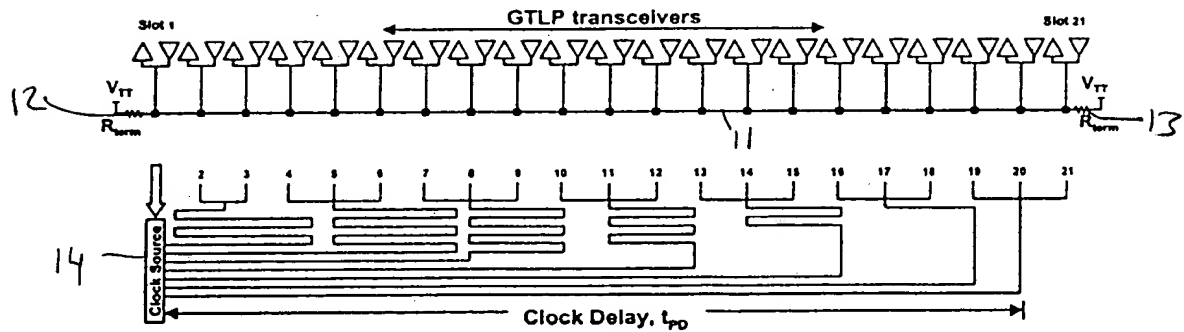 GTLP transceivers
Slot 1
Slot 21
12
V_TT
R_term
11
V_TT
R_term
13
2 3 4 5 6 7 8 9 10 11 12 13 14 15 16 17 18 19 20 21
14
Clock Source
Clock Delay, t_PD